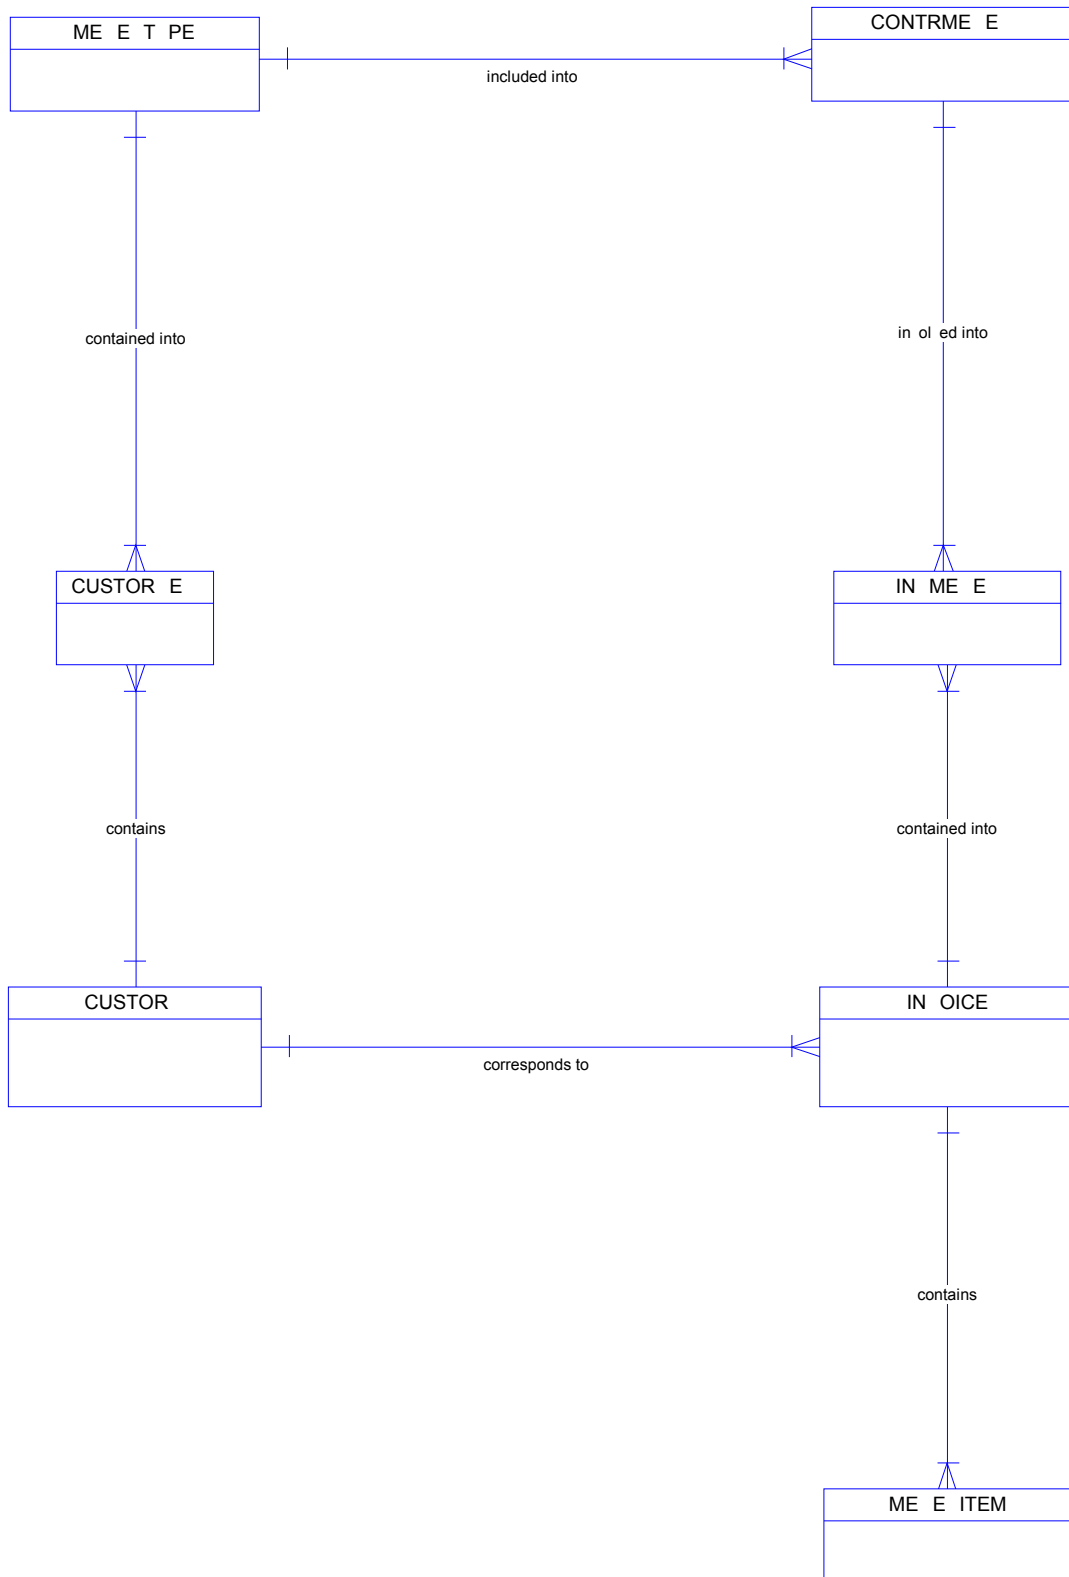 ME E T PE
CONTRME E
included into
contained into
in ol ed into
CUSTOR E
IN ME E
contains
contained into
CUSTOR
IN OICE
corresponds to
contains
ME E ITEM